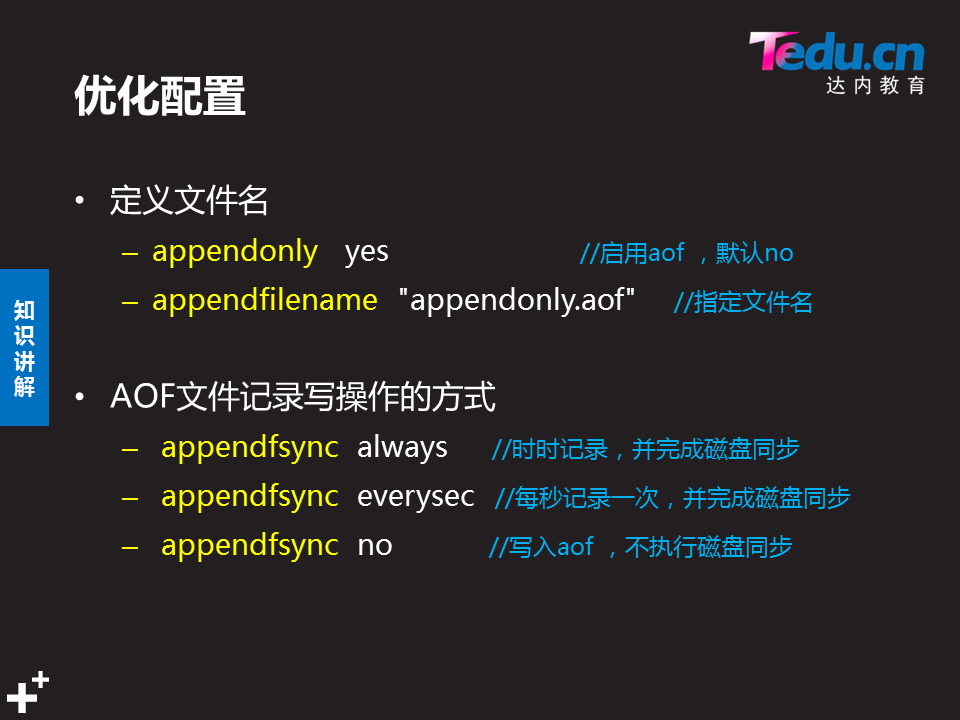 Tedu.cn
达内教育
优化配置
• 定义文件名
– appendonly yes //启用aof ，默认no
– appendfilename "appendonly.aof" //指定文件名
知识讲解
• AOF文件记录写操作的方式
– appendfsync always //时时记录，并完成磁盘同步
– appendfsync everysec //每秒记录一次，并完成磁盘同步
– appendfsync no //写入aof ，不执行磁盘同步